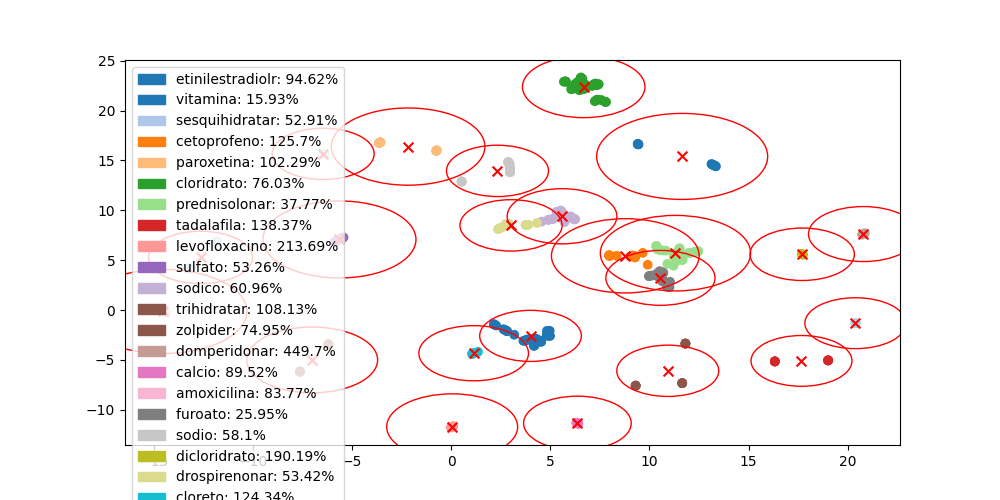 25
20
15
10
5
0
−5
−10
etinilestradiolr: 94.62%
vitamina: 15.93%
sesquihidratar: 52.91%
cetoprofeno: 125.7%
paroxetina: 102.29%
cloridrato: 76.03%
prednisolonar: 37.77%
tadalafila: 138.37%
levofloxacino: 213.69%
sulfato: 53.26%
sodico: 60.96%
trihidratar: 108.13%
zolpider: 74.95%
domperidonar: 449.7%
calcio: 89.52%
amoxicilina: 83.77%
furoato: 25.95%
sodio: 58.1%
dicloridrato: 190.19%
drospirenonar: 53.42%
cloreto: 124.34%
−15 −10 −5 0 5 10 15 20